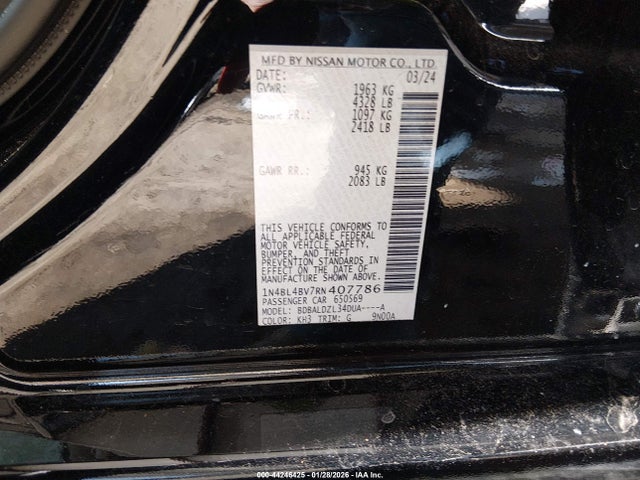 MFD BY NISSAN MOTOR CO., LTD.
DATE: 03/24
GVWR: 1963 KG
4328 LB
GAWR FR.: 1097 KG
2418 LB
GAWR RR.: 945 KG
2083 LB
THIS VEHICLE CONFORMS TO
ALL APPLICABLE FEDERAL
MOTOR VEHICLE SAFETY,
BUMPER, AND THEFT
PREVENTION STANDARDS IN
EFFECT ON THE DATE OF
MANUFACTURE SHOWN ABOVE.
1N4BL4BV7RN407786
PASSENGER CAR 650569
MODEL: BDBALDZL34DUA----A
COLOR: KH3 TRIM: G 9N00A
000-44246425 - 01/28/2026 - IAA Inc.